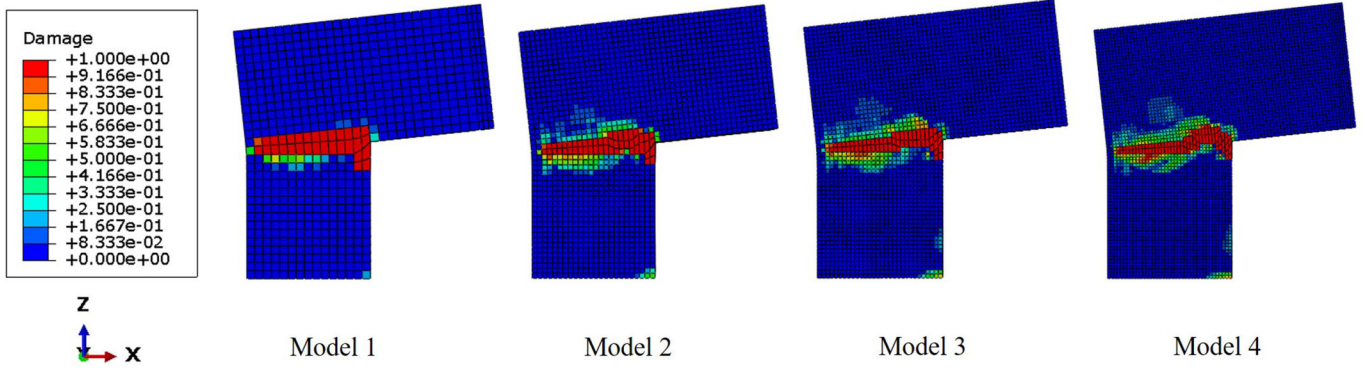 Damage
+1.000e+00
+9.166e-01
+8.333e-01
+7.500e-01
+6.666e-01
+5.833e-01
+5.000e-01
+4.166e-01
+3.333e-01
+2.500e-01
+1.667e-01
+8.333e-02
+0.000e+00
Z
X
Model 1
Model 2
Model 3
Model 4